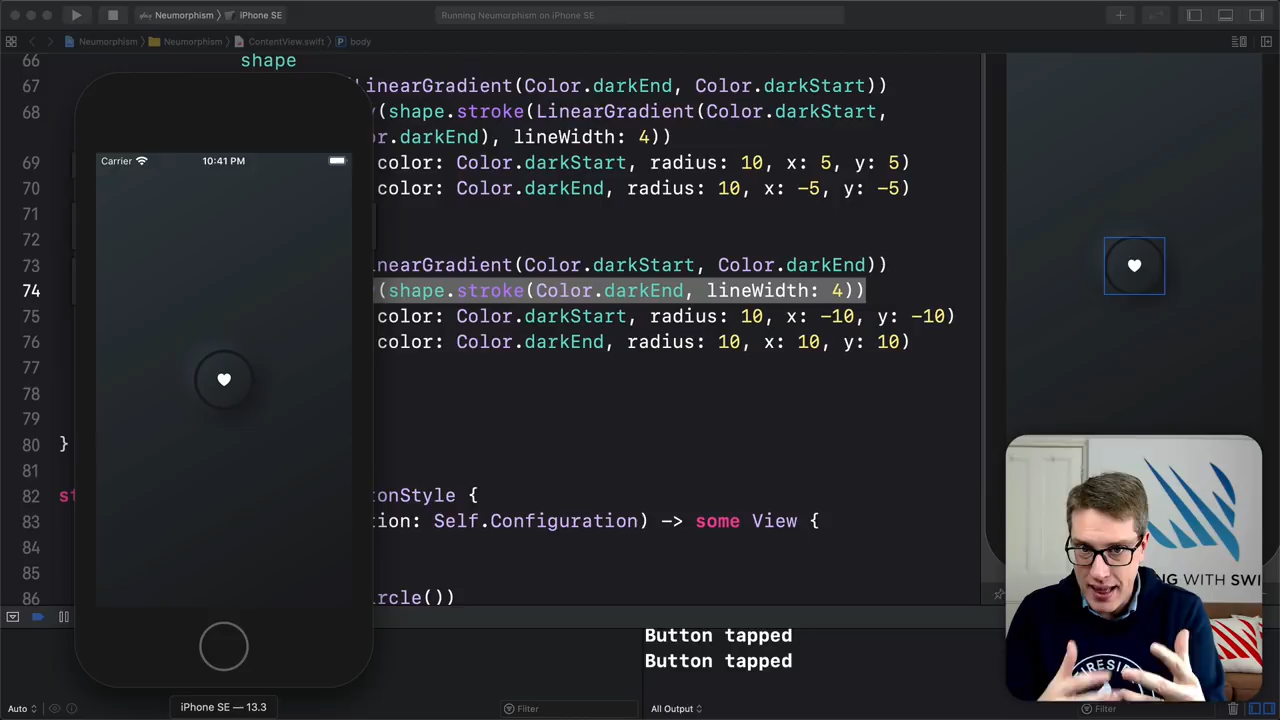 Neumorphism
iPhone SE
Running Neumorphism on iPhone SE
Neumorphism
Neumorphism
ContentView.swift
body
66
shape
67
LinearGradient(Color.darkEnd, Color.darkStart))
68
(shape.stroke(LinearGradient(Color.darkStart,
r.darkEnd), lineWidth: 4))
69
color: Color.darkStart, radius: 10, x: 5, y: 5)
70
color: Color.darkEnd, radius: 10, x: -5, y: -5)
71
72
73
nearGradient(Color.darkStart, Color.darkEnd))
74
(shape.stroke(Color.darkEnd, lineWidth: 4))
75
color: Color.darkStart, radius: 10, x: -10, y: -10)
76
color: Color.darkEnd, radius: 10, x: 10, y: 10)
77
78
79
80 }
81
82 st
onStyle {
83
tion: Self.Configuration) -> some View {
84
85
86
ircle())
Carrier
10:41 PM
iPhone SE — 13.3
Button tapped
Button tapped
Auto
Filter
All Output
Filter
NG WITH SWI
IRESID